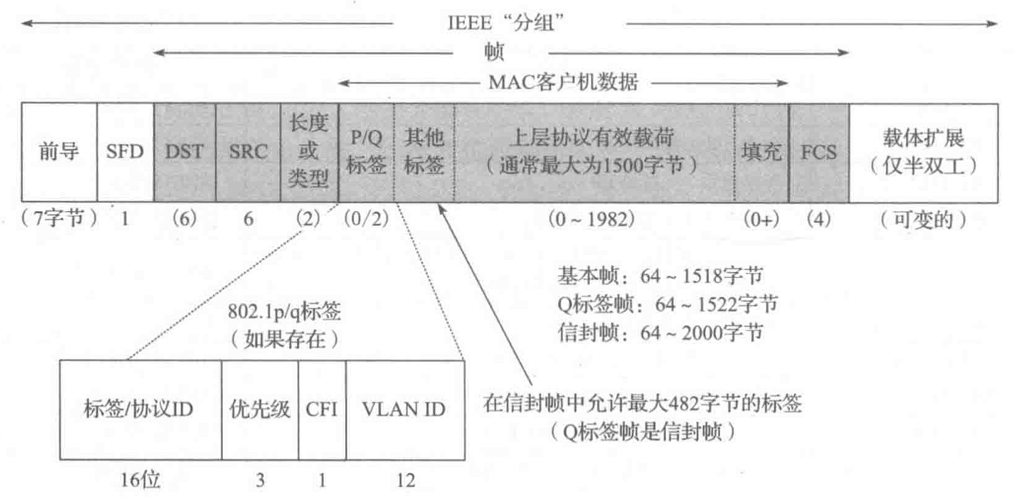 IEEE“分组”
帧
MAC客户机数据
前导
SFD
DST
SRC
长度
或
类型
P/Q
标签
其他
标签
上层协议有效载荷
（通常最大为1500字节）
填充
FCS
载体扩展
（仅半双工）
(7字节)
1
(6)
6
(2)
(0/2)
(0~1982)
(0+)
(4)
(可变的)
基本帧：64~1518字节
Q标签帧：64~1522字节
信封帧：64~2000字节
802.1p/q标签
（如果存在）
标签/协议ID
优先级
CFI
VLAN ID
16位
3
1
12
在信封帧中允许最大482字节的标签
（Q标签帧是信封帧）